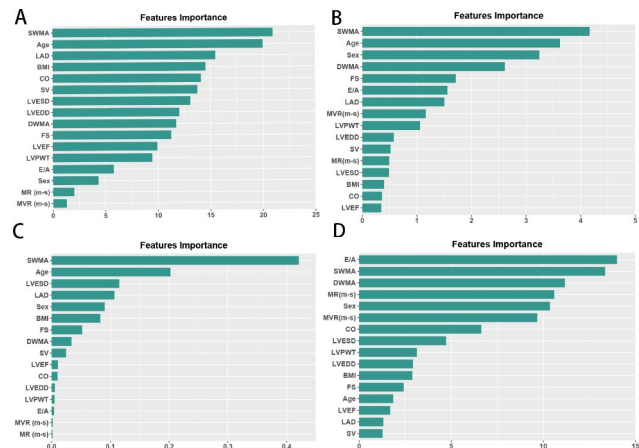 A
Features Importance
SWMA
Age
LAD
BMI
CO
SV
LVESD
LVEDD
DWMA
FS
LVEF
LVPWT
E/A
Sex
MR (m-s)
MVR (m-s)
0 5 10 15 20 25
B
Features Importance
SWMA
Age
Sex
DWMA
FS
E/A
LAD
MVR(m-s)
LVPWT
LVEDD
SV
MR(m-s)
LVESD
BMI
CO
LVEF
0 1 2 3 4 5
C
Features Importance
SWMA
Age
LVESD
LAD
Sex
BMI
FS
DWMA
SV
LVEF
CO
LVEDD
LVPWT
E/A
MVR (m-s)
MR (m-s)
0.0 0.1 0.2 0.3 0.4
D
Features Importance
E/A
SWMA
DWMA
MR(m-s)
Sex
MVR(m-s)
CO
LVESD
LVPWT
LVEDD
BMI
FS
Age
LVEF
LAD
SV
0 5 10 15